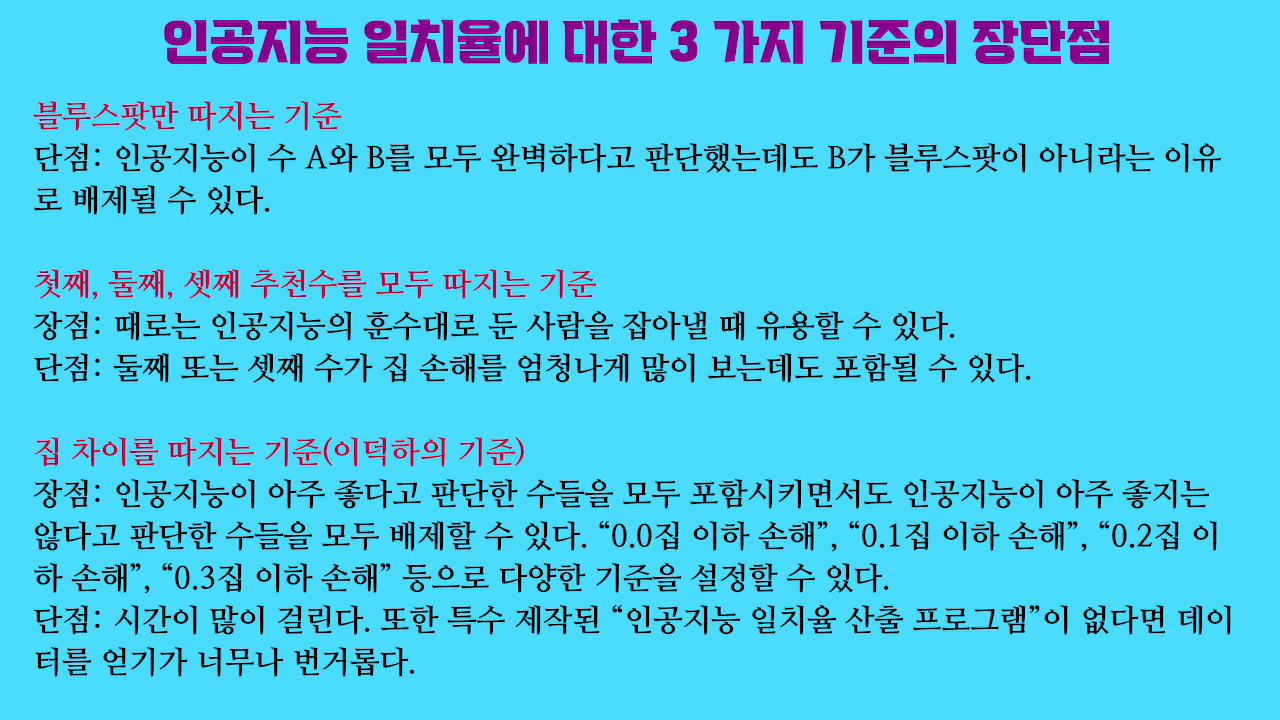 인공지능 일치율에 대한 3 가지 기준의 장단점
블루스팟만 따지는 기준
단점: 인공지능이 수 A와 B를 모두 완벽하다고 판단했는데도 B가 블루스팟이 아니라는 이유
로 배제될 수 있다.
첫째, 둘째, 셋째 추천수를 모두 따지는 기준
장점: 때로는 인공지능의 훈수대로 둔 사람을 잡아낼 때 유용할 수 있다.
단점: 둘째 또는 셋째 수가 집 손해를 엄청나게 많이 보는데도 포함될 수 있다.
집 차이를 따지는 기준(이덕하의 기준)
장점: 인공지능이 아주 좋다고 판단한 수들을 모두 포함시키면서도 인공지능이 아주 좋지는
않다고 판단한 수들을 모두 배제할 수 있다. “0.0집 이하 손해”, “0.1집 이하 손해”, “0.2집 이
하 손해”, “0.3집 이하 손해” 등으로 다양한 기준을 설정할 수 있다.
단점: 시간이 많이 걸린다. 또한 특수 제작된 “인공지능 일치율 산출 프로그램”이 없다면 데이
터를 얻기가 너무나 번거롭다.